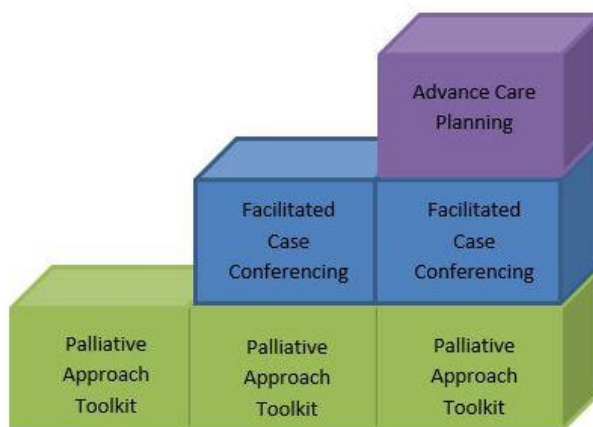 Advance Care
Planning
Facilitated
Case
Conferencing
Facilitated
Case
Conferencing
Palliative
Approach
Toolkit
Palliative
Approach
Toolkit
Palliative
Approach
Toolkit